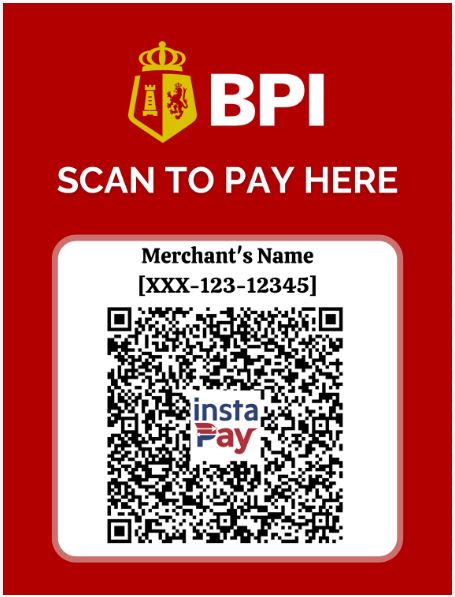 BPI
SCAN TO PAY HERE
Merchant's Name
[XXX-123-12345]
insta
Pay